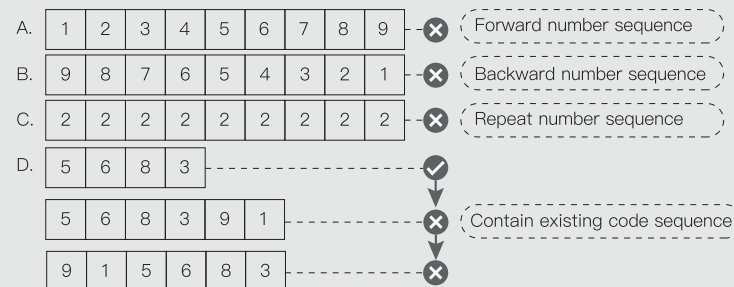 A. 1 2 3 4 5 6 7 8 9 Forward number sequence
B. 9 8 7 6 5 4 3 2 1 Backward number sequence
C. 2 2 2 2 2 2 2 2 2 Repeat number sequence
D. 5 6 8 3
5 6 8 3 9 1 Contain existing code sequence
9 1 5 6 8 3